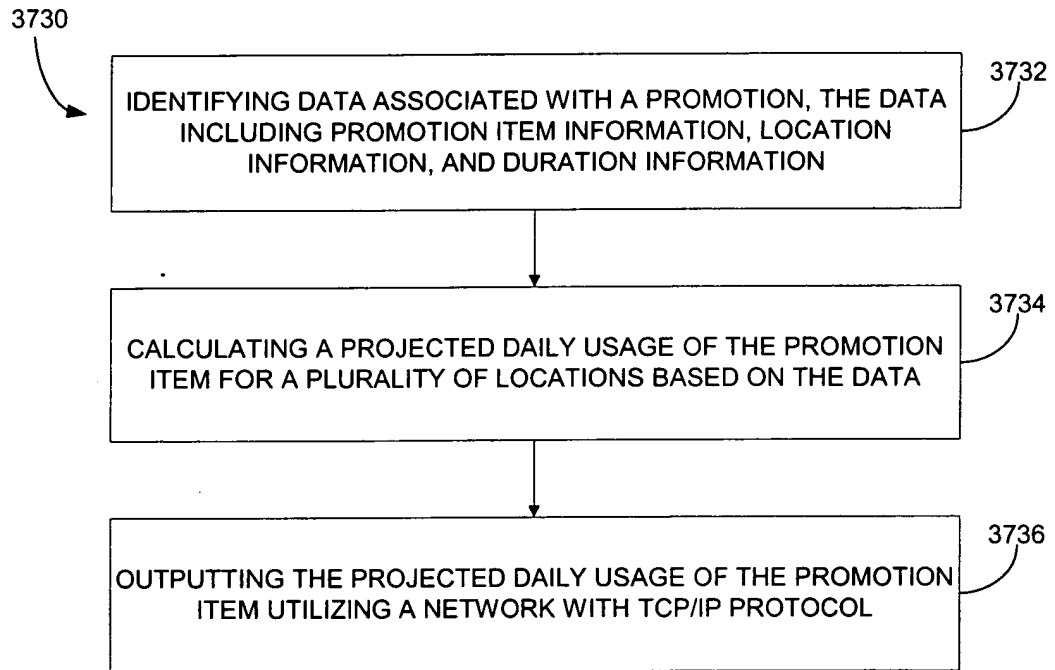 3730
3732
IDENTIFYING DATA ASSOCIATED WITH A PROMOTION, THE DATA
INCLUDING PROMOTION ITEM INFORMATION, LOCATION
INFORMATION, AND DURATION INFORMATION
3734
CALCULATING A PROJECTED DAILY USAGE OF THE PROMOTION
ITEM FOR A PLURALITY OF LOCATIONS BASED ON THE DATA
3736
OUTPUTTING THE PROJECTED DAILY USAGE OF THE PROMOTION
ITEM UTILIZING A NETWORK WITH TCP/IP PROTOCOL